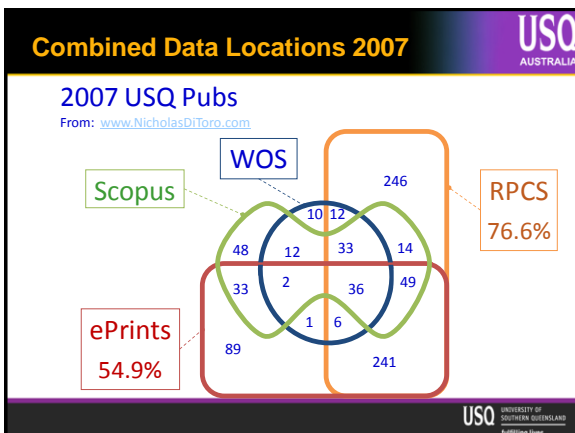 Combined Data Locations 2007
USQ
AUSTRALIA
2007 USQ Pubs
From: www.NicholasDiToro.com
WOS
Scopus
246
RPCS
76.6%
10 12
48 12 33 14
33 2 36 49
1 6
ePrints
54.9%
89
241
USQ UNIVERSITY OF
SOUTHERN QUEENSLAND
fulfilling lives